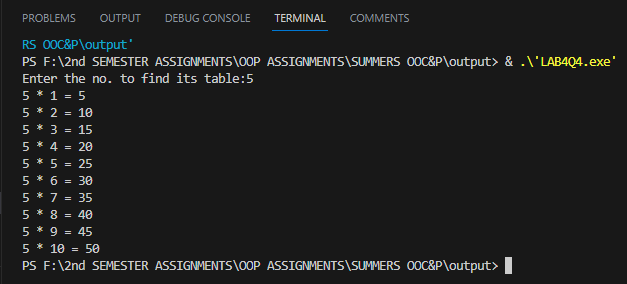 PROBLEMS OUTPUT DEBUG CONSOLE TERMINAL COMMENTS
RS OOC&P\output'
PS F:\2nd SEMESTER ASSIGNMENTS\OOP ASSIGNMENTS\SUMMERS OOC&P\output> & .\'LAB4Q4.exe'
Enter the no. to find its table:5
5 * 1 = 5
5 * 2 = 10
5 * 3 = 15
5 * 4 = 20
5 * 5 = 25
5 * 6 = 30
5 * 7 = 35
5 * 8 = 40
5 * 9 = 45
5 * 10 = 50
PS F:\2nd SEMESTER ASSIGNMENTS\OOP ASSIGNMENTS\SUMMERS OOC&P\output>